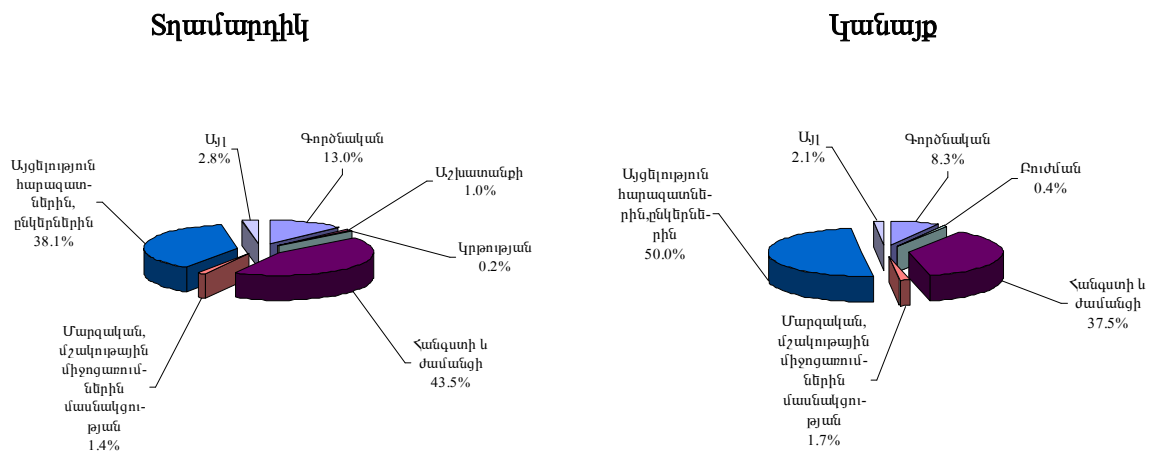 Տղամարդիկ
Այլ
2.8%
Գործնական
13.0%
Աշխատանքի
1.0%
Կրթության
0.2%
Հանգստի և
ժամանցի
43.5%
Մարզական,
մշակութային
միջոցառում-
ներին
մասնակցու-
թյան
1.4%
Այցելություն
հարազատ-
ներին,
ընկերներին
38.1%
Կանայք
Այլ
2.1%
Գործնական
8.3%
Բուժման
0.4%
Հանգստի և
ժամանցի
37.5%
Մարզական,
մշակութային
միջոցառում-
ներին
մասնակցու-
թյան
1.7%
Այցելություն
հարազատնե-
րին,ընկերնե-
րին
50.0%